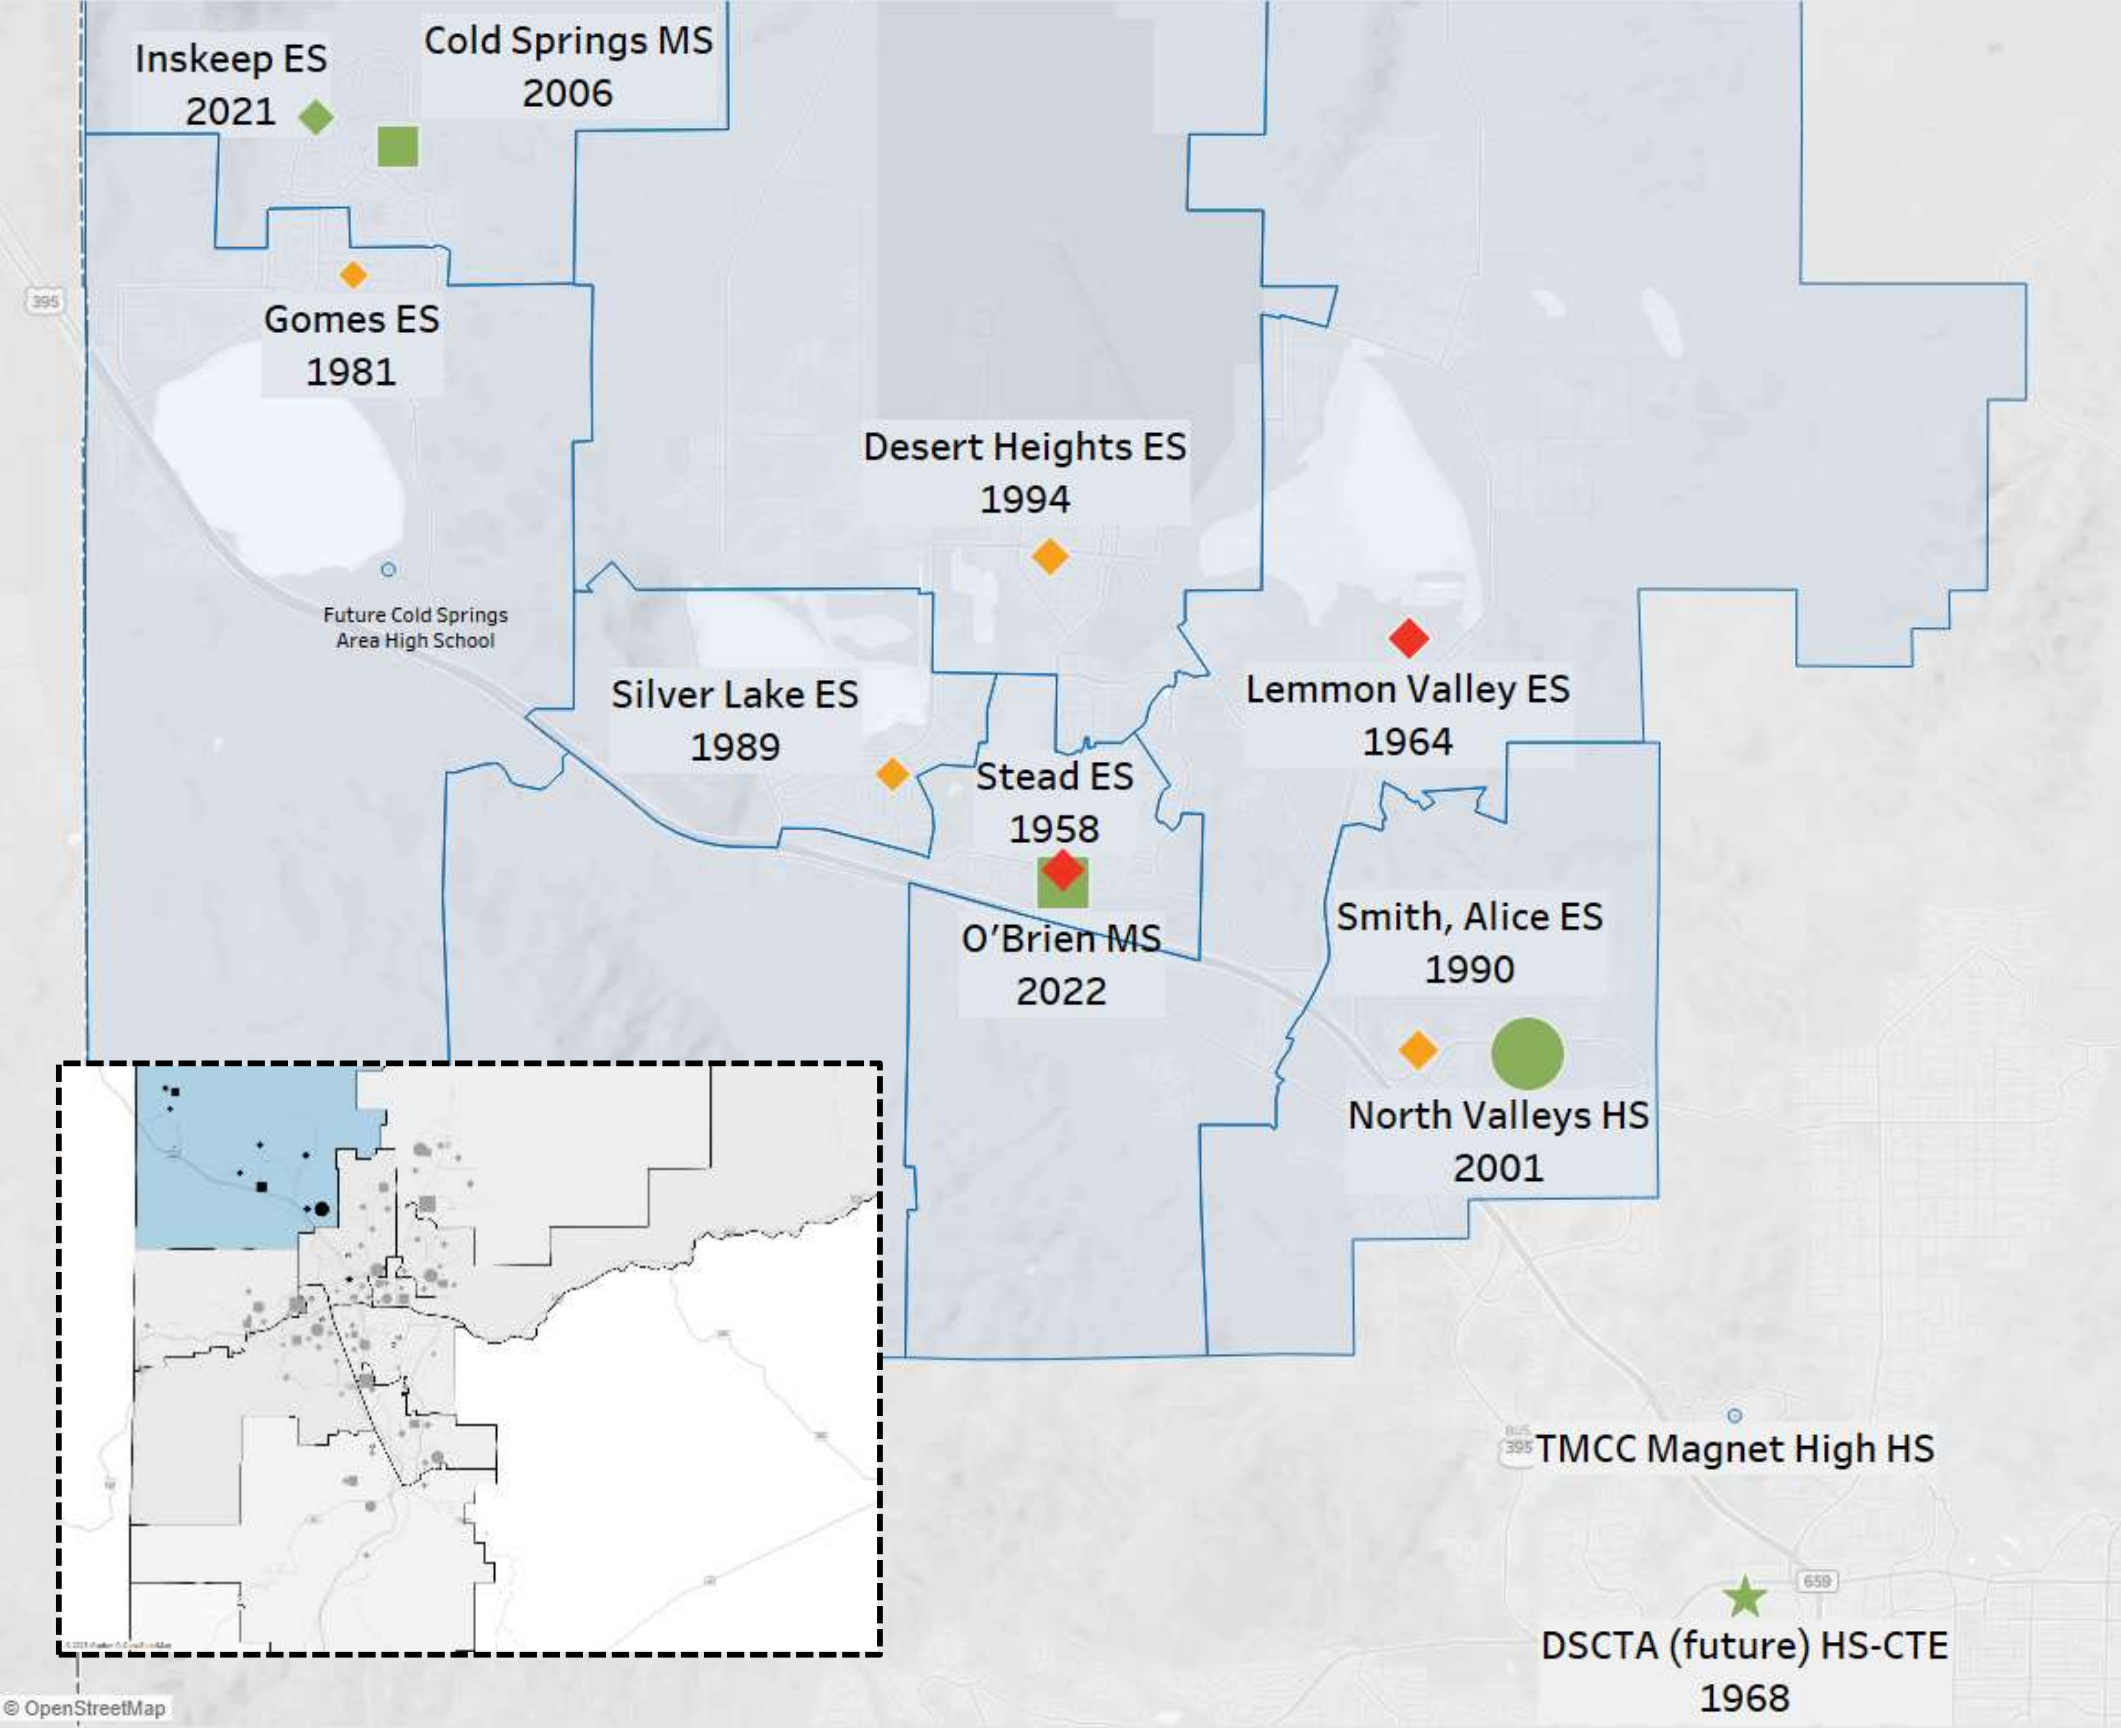 Inskeep ES
2021
Cold Springs MS
2006
Gomes ES
1981
395
Desert Heights ES
1994
Future Cold Springs
Area High School
Silver Lake ES
1989
Lemmon Valley ES
1964
Stead ES
1958
O'Brien MS
2022
Smith, Alice ES
1990
North Valleys HS
2001
BUS
395
TMCC Magnet High HS
659
DSCTA (future) HS-CTE
1968
© OpenStreetMap